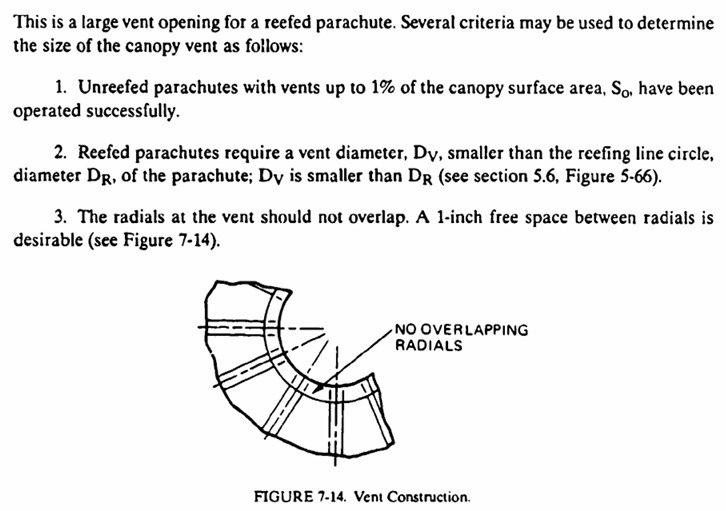 This is a large vent opening for a reefed parachute. Several criteria may be used to determine
the size of the canopy vent as follows:
1. Unreefed parachutes with vents up to 1% of the canopy surface area, So, have been
operated successfully.
2. Reefed parachutes require a vent diameter, DV, smaller than the reefing line circle,
diameter DR, of the parachute; DV is smaller than DR (see section 5.6, Figure 5-66).
3. The radials at the vent should not overlap. A 1-inch free space between radials is
desirable (see Figure 7-14).
NO OVERLAPPING
RADIALS
FIGURE 7-14. Vent Construction.